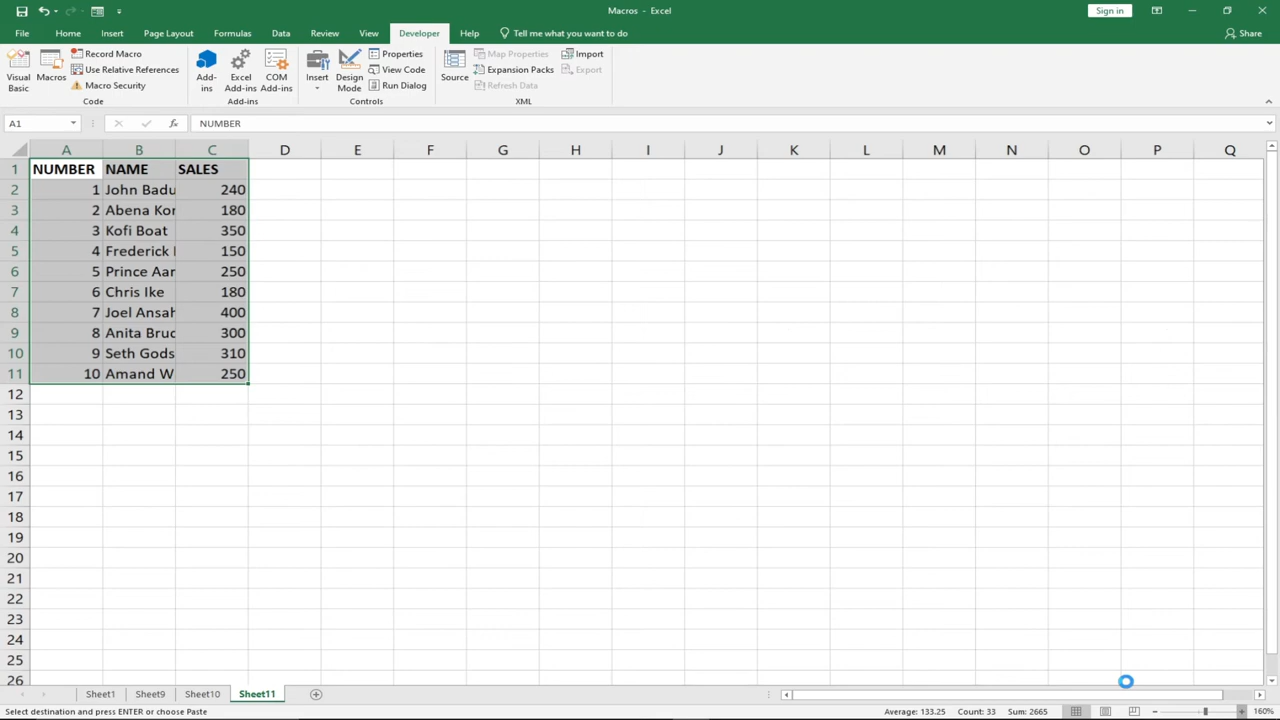 Macros - Excel
Sign in
File Home Insert Page Layout Formulas Data Review View Developer Help Tell me what you want to do Share
Visual Basic
Macros
Record Macro
Use Relative References
Macro Security
Code
Add-ins
Excel Add-ins
COM Add-ins
Add-ins
Insert
Design Mode
Properties
View Code
Run Dialog
Controls
Source
Map Properties
Expansion Packs
Refresh Data
Import
Export
XML
A1 fx NUMBER
A B C D E F G H I J K L M N O P Q
1 NUMBER NAME SALES
2 1 John Badu 240
3 2 Abena Kor 180
4 3 Kofi Boat 350
5 4 Frederick 150
6 5 Prince Aar 250
7 6 Chris Ike 180
8 7 Joel Ansah 400
9 8 Anita Bruc 300
10 9 Seth Gods 310
11 10 Amand W 250
12
13
14
15
16
17
18
19
20
21
22
23
24
25
26
Sheet1 Sheet9 Sheet10 Sheet11
Select destination and press ENTER or choose Paste Average: 133.25 Count: 33 Sum: 2665 160%